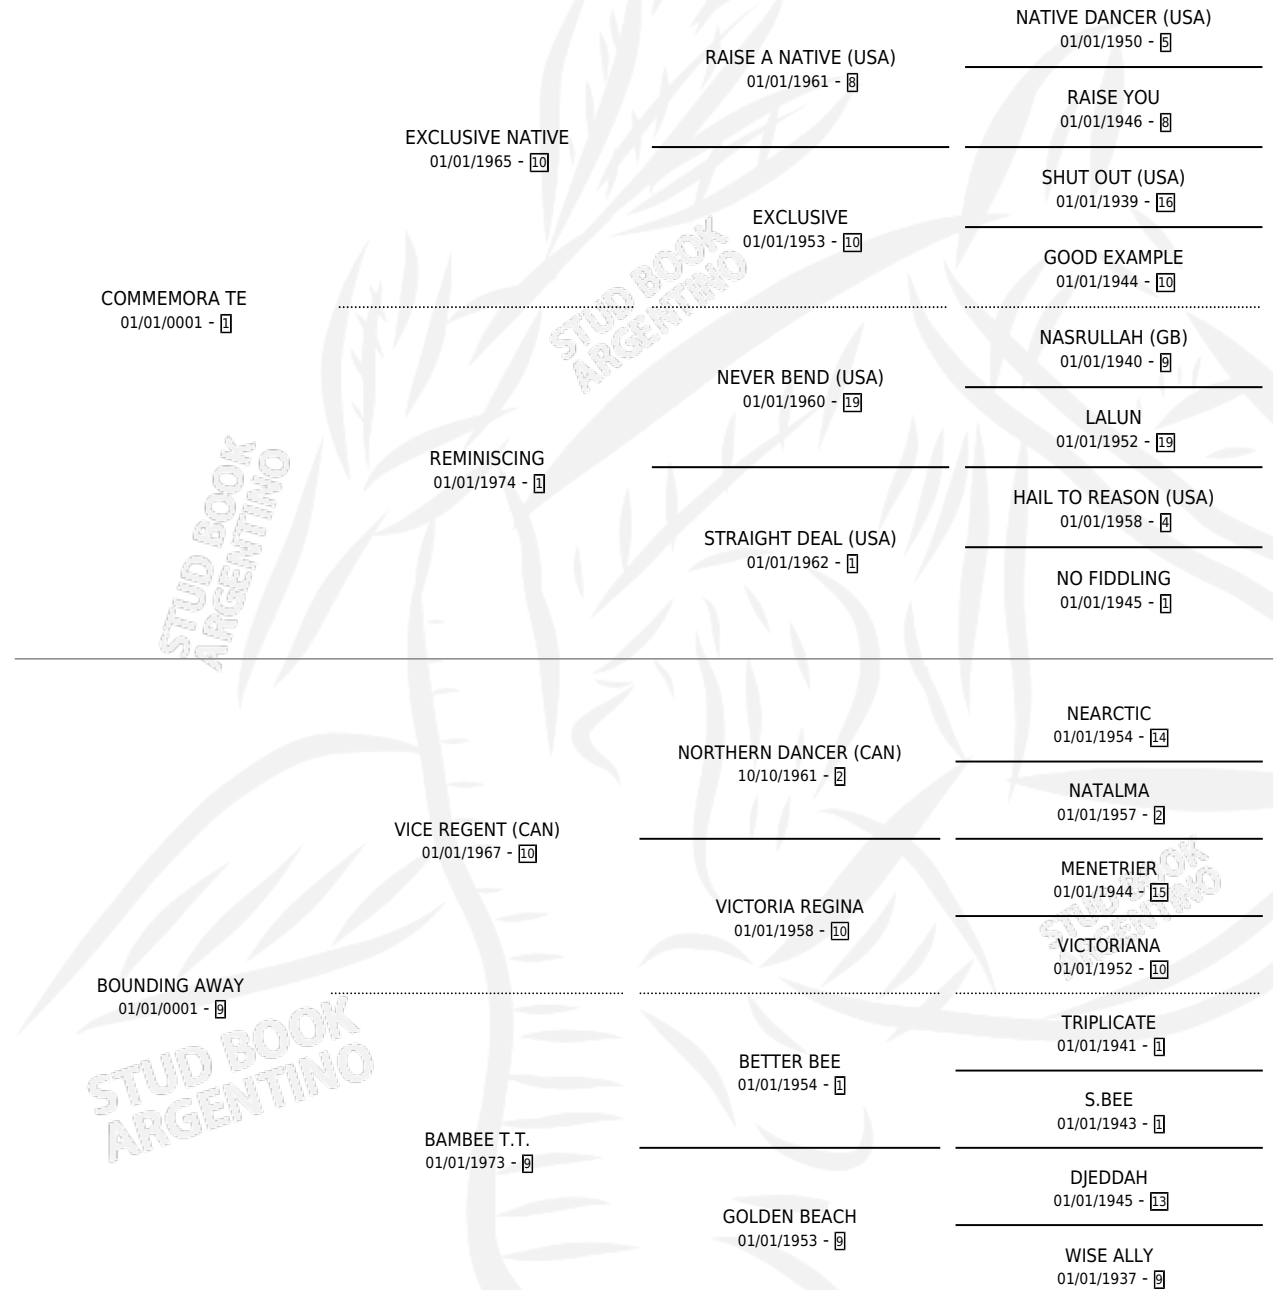 NATIVE DANCER (USA)
01/01/1950 - 5
RAISE A NATIVE (USA)
01/01/1961 - 8
RAISE YOU
01/01/1946 - 8
EXCLUSIVE NATIVE
01/01/1965 - 10
SHUT OUT (USA)
01/01/1939 - 16
EXCLUSIVE
01/01/1953 - 10
GOOD EXAMPLE
01/01/1944 - 10
STUD BOOK
ARGENTINO
COMMEMORA TE
01/01/0001 - 1
NASRULLAH (GB)
01/01/1940 - 9
NEVER BEND (USA)
01/01/1960 - 19
LALUN
01/01/1952 - 19
REMINISCING
01/01/1974 - 1
HAIL TO REASON (USA)
01/01/1958 - 4
STRAIGHT DEAL (USA)
01/01/1962 - 1
NO FIDDLING
01/01/1945 - 1
STUD BOOK
ARGENTINO
NEARCTIC
01/01/1954 - 14
NORTHERN DANCER (CAN)
10/10/1961 - 2
NATALMA
01/01/1957 - 2
VICE REGENT (CAN)
01/01/1967 - 10
MENETRIER
01/01/1944 - 15
VICTORIA REGINA
01/01/1958 - 10
STUD BOOK
ARGENTINO
VICTORIANA
01/01/1952 - 10
BOUNDING AWAY
01/01/0001 - 9
TRIPLICATE
01/01/1941 - 1
BETTER BEE
01/01/1954 - 1
S.BEE
01/01/1943 - 1
STUD BOOK
ARGENTINO
BAMBEE T.T.
01/01/1973 - 9
DJEDDAH
01/01/1945 - 13
GOLDEN BEACH
01/01/1953 - 9
WISE ALLY
01/01/1937 - 9